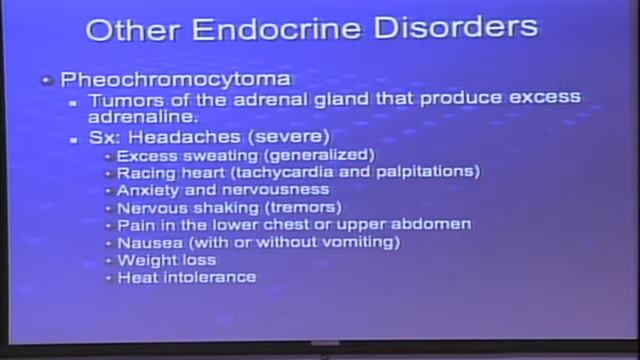 Other Endocrine Disorders
Pheochromocytoma
Tumors of the adrenal gland that produce excess
adrenaline.
Sx: Headaches (severe)
Excess sweating (generalized)
Racing heart (tachycardia and palpitations)
Anxiety and nervousness
Nervous shaking (tremors)
Pain in the lower chest or upper abdomen
Nausea (with or without vomiting)
Weight loss
Heat intolerance